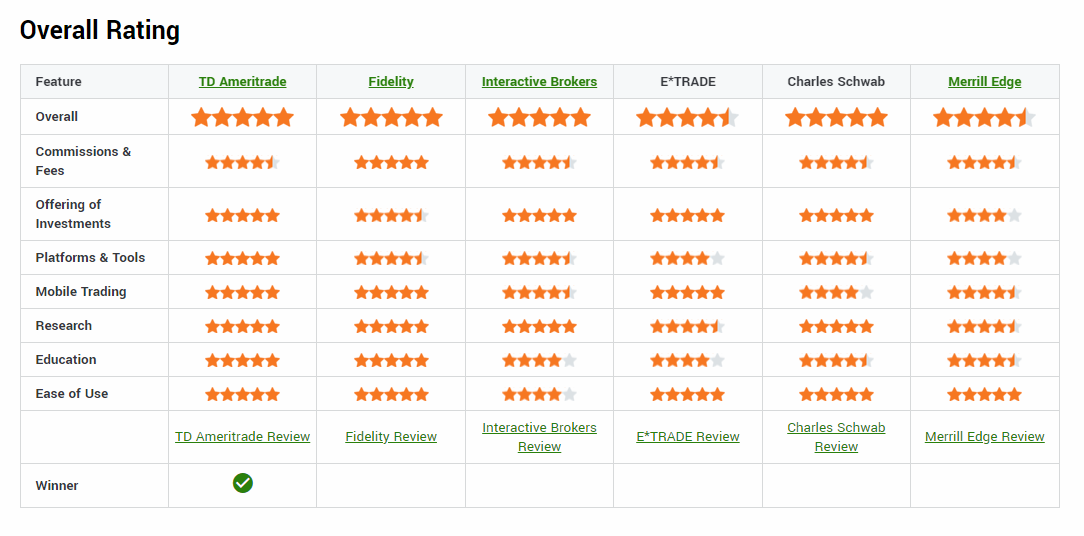 Overall Rating
Feature TD Ameritrade Fidelity Interactive Brokers E*TRADE Charles Schwab Merrill Edge
Overall
Commissions &
Fees
Offering of
Investments
Platforms & Tools
Mobile Trading
Research
Education
Ease of Use
TD Ameritrade Review Fidelity Review Interactive Brokers Review E*TRADE Review Charles Schwab Review Merrill Edge Review
Winner